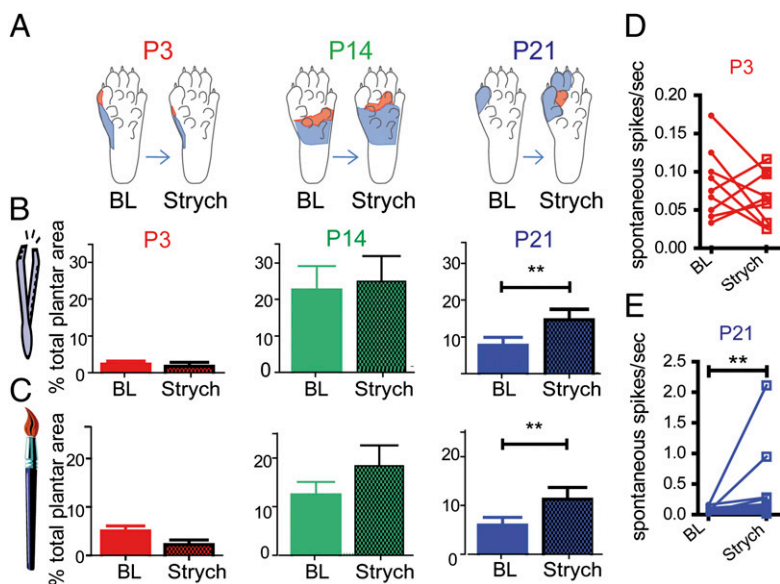 A
P3
P14
P21
BL
Strych
BL
Strych
BL
Strych
B
% total plantar area
P3
30
20
10
0
BL
Strych
P14
30
20
10
0
BL
Strych
P21
**
30
20
10
BL
Strych
C
% total plantar area
20
10
0
BL
Strych
20
10
0
BL
Strych
**
20
10
0
BL
Strych
D
P3
spontaneous spikes/sec
0.20
0.15
0.10
0.05
0.00
BL
Strych
E
P21
**
spontaneous spikes/sec
2.5
2.0
1.5
1.0
0.5
0.0
BL
Strych